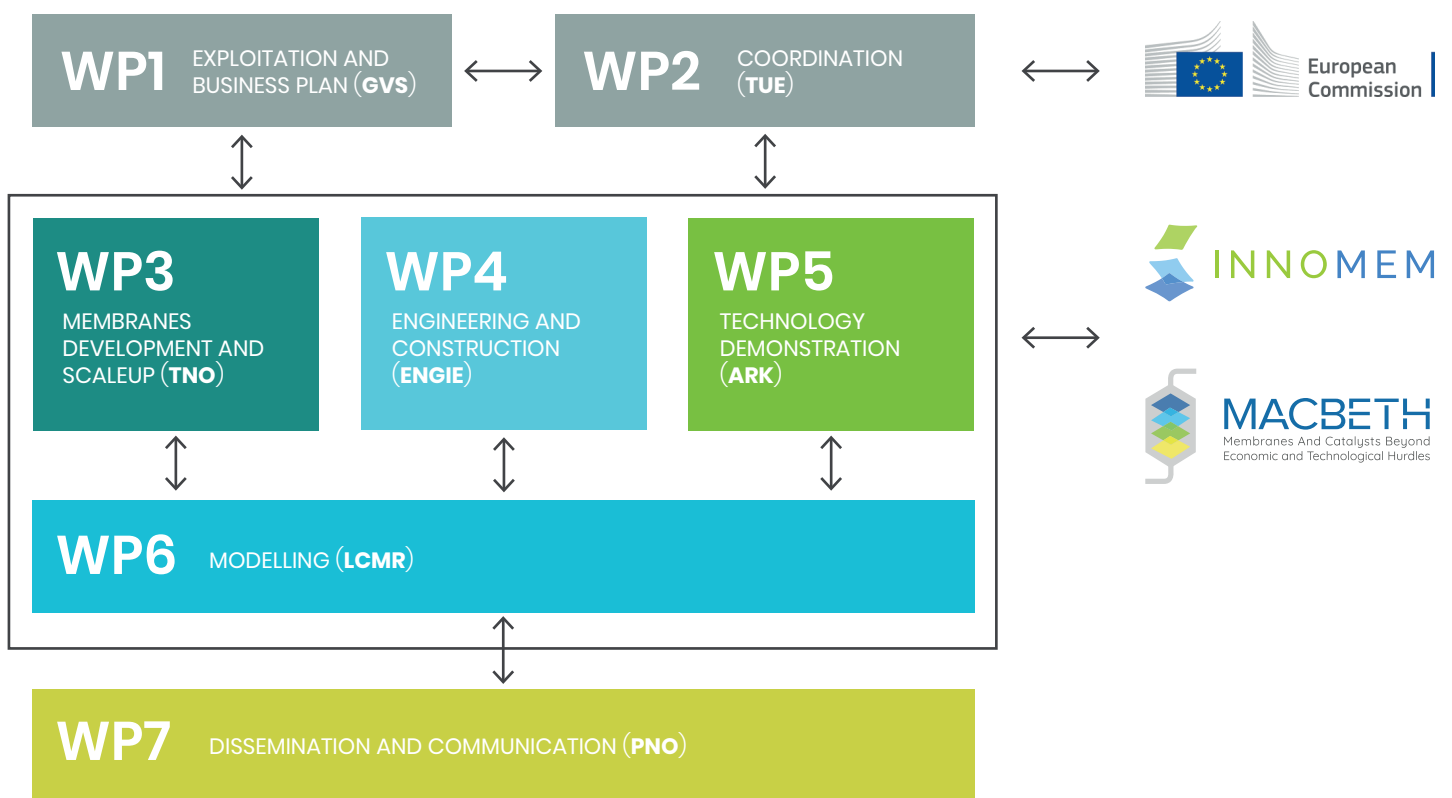 WP1
EXPLOITATION AND
BUSINESS PLAN (GVS)
WP2
COORDINATION
(TUE)
European
Commission
WP3
MEMBRANES
DEVELOPMENT AND
SCALEUP (TNO)
WP4
ENGINEERING AND
CONSTRUCTION
(ENGIE)
WP5
TECHNOLOGY
DEMONSTRATION
(ARK)
INNOMEM
MACBETH
Membranes And Catalysts Beyond
Economic and Technological Hurdles
WP6
MODELLING (LCMR)
WP7
DISSEMINATION AND COMMUNICATION (PNO)